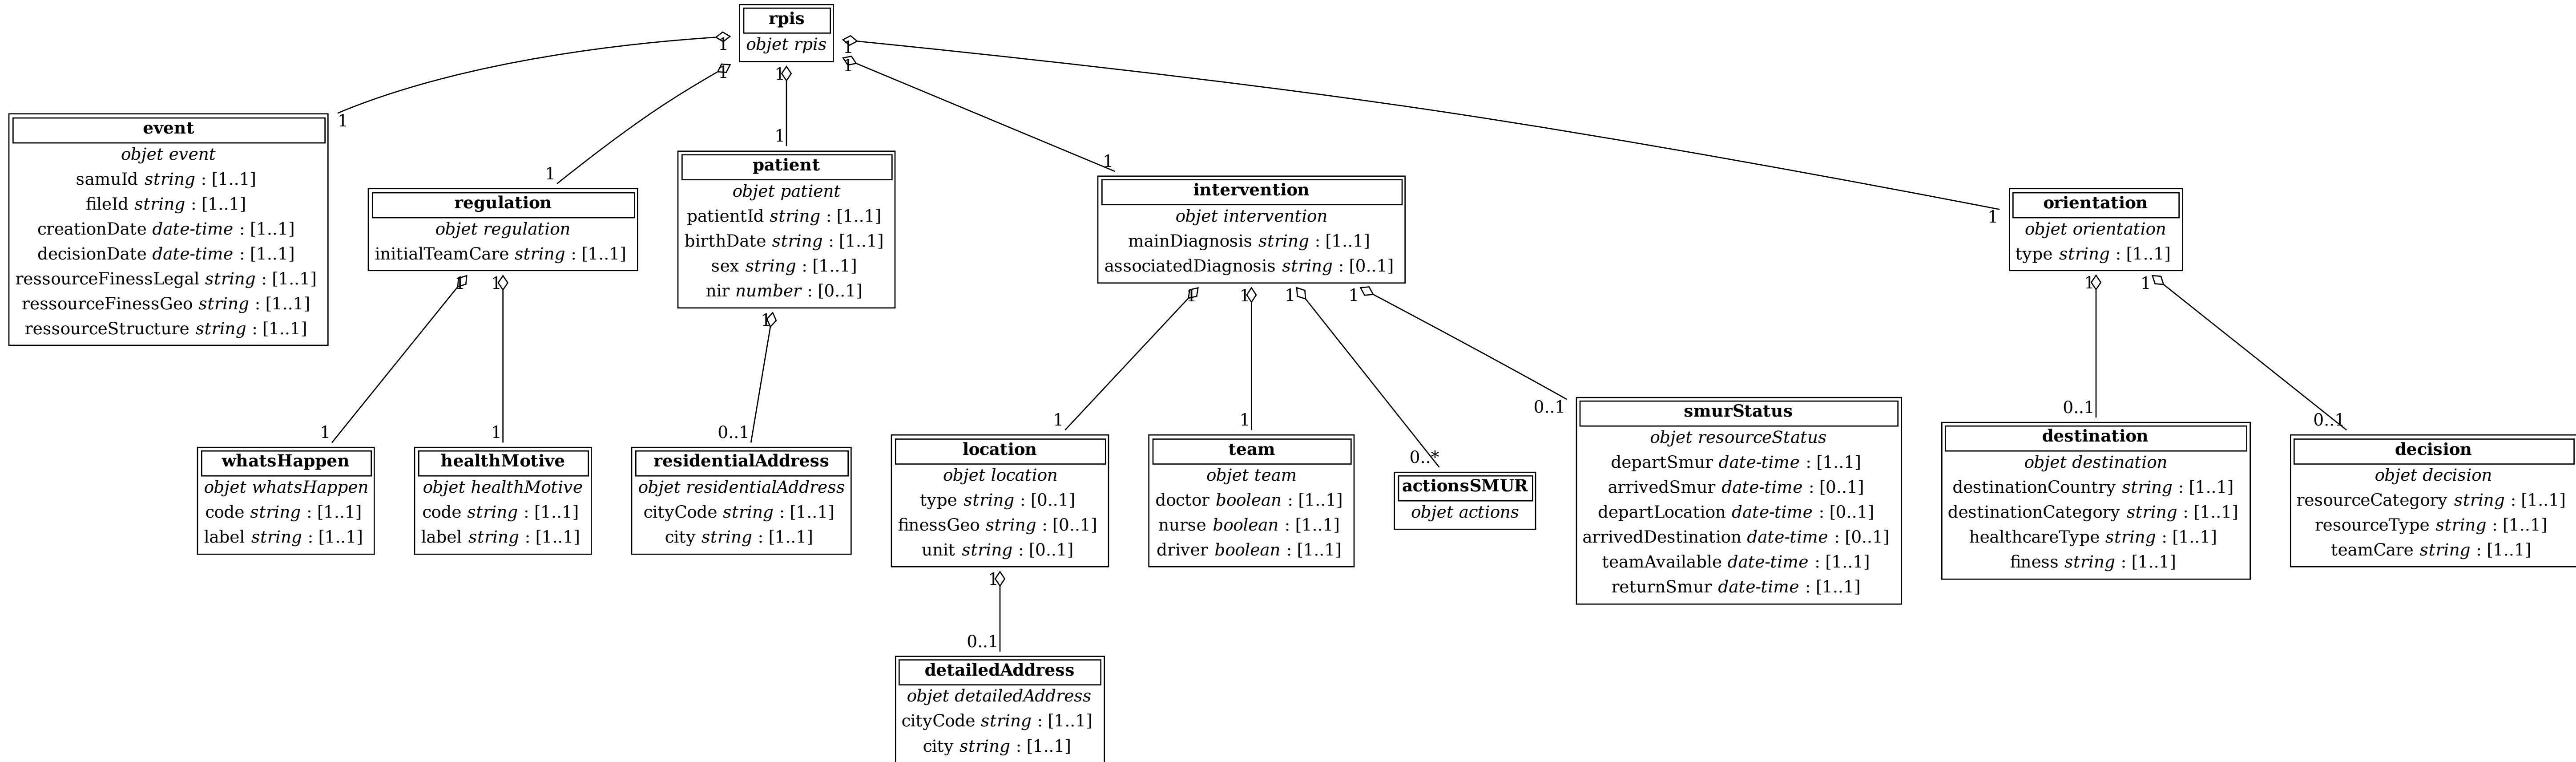 rpis
objet rpis
1
1
1
1
1
1
event
objet event
samuId string : [1..1]
fileId string : [1..1]
creationDate date-time : [1..1]
decisionDate date-time : [1..1]
ressourceFinessLegal string : [1..1]
ressourceFinessGeo string : [1..1]
ressourceStructure string : [1..1]
1
regulation
objet regulation
initialTeamCare string : [1..1]
1
patient
objet patient
patientId string : [1..1]
birthDate string : [1..1]
sex string : [1..1]
nir number : [0..1]
1
intervention
objet intervention
mainDiagnosis string : [1..1]
associatedDiagnosis string : [0..1]
1
orientation
objet orientation
type string : [1..1]
1
1
1
1
1
1
1
1
1
whatsHappen
objet whatsHappen
code string : [1..1]
label string : [1..1]
1
healthMotive
objet healthMotive
code string : [1..1]
label string : [1..1]
0..1
residentialAddress
objet residentialAddress
cityCode string : [1..1]
city string : [1..1]
1
location
objet location
type string : [0..1]
finessGeo string : [0..1]
unit string : [0..1]
1
team
objet team
doctor boolean : [1..1]
nurse boolean : [1..1]
driver boolean : [1..1]
0..*
actionsSMUR
objet actions
0..1
smurStatus
objet resourceStatus
departSmur date-time : [1..1]
arrivedSmur date-time : [0..1]
departLocation date-time : [0..1]
arrivedDestination date-time : [0..1]
teamAvailable date-time : [1..1]
returnSmur date-time : [1..1]
1
0..1
destination
objet destination
destinationCountry string : [1..1]
destinationCategory string : [1..1]
healthcareType string : [1..1]
finess string : [1..1]
0..1
decision
objet decision
resourceCategory string : [1..1]
resourceType string : [1..1]
teamCare string : [1..1]
1
0..1
detailedAddress
objet detailedAddress
cityCode string : [1..1]
city string : [1..1]